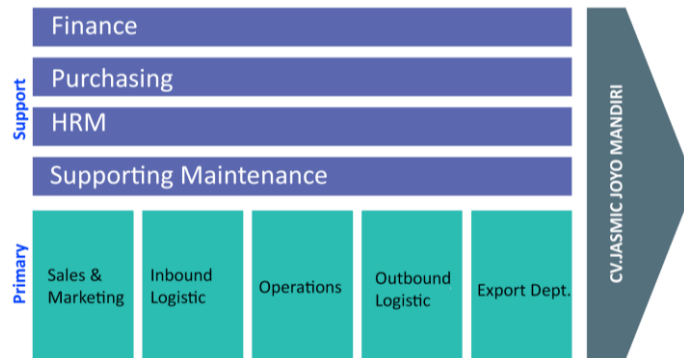 Finance
Purchasing
HRM
Supporting Maintenance
Support
Primary
Sales &
Marketing
Inbound
Logistic
Operations
Outbound
Logistic
Export Dept.
CV.JASMIC JOYO MANDIRI